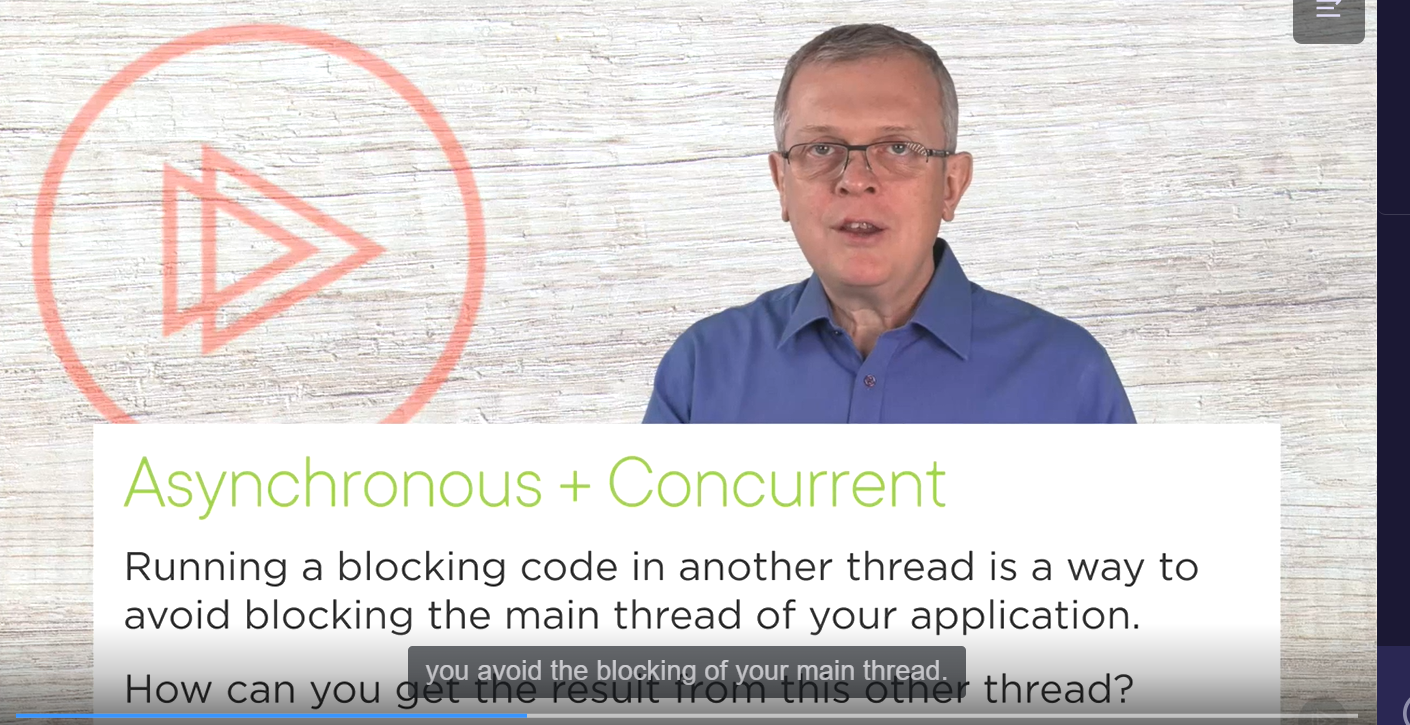 Asynchronous + Concurrent
Running a blocking code in another thread is a way to
avoid blocking the main thread of your application.
you avoid the blocking of your main thread.
How can you get the result from this other thread?